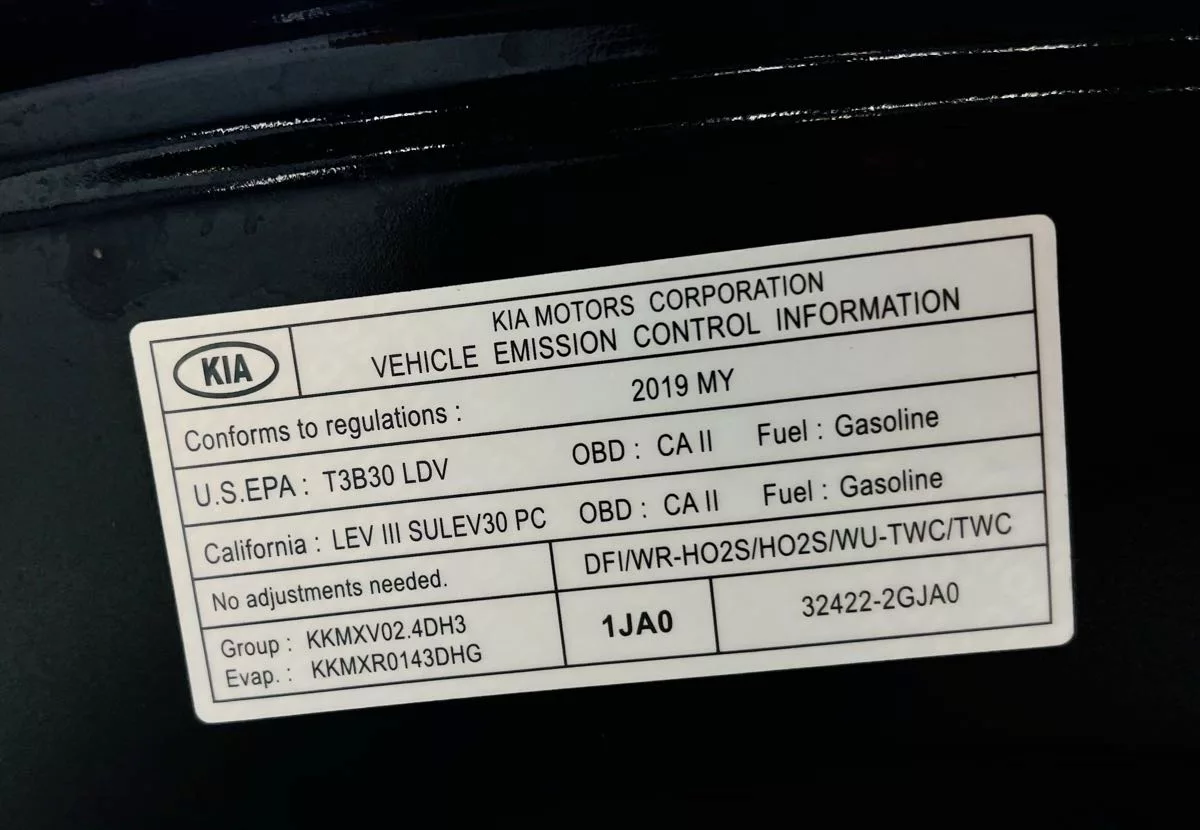 KIA
KIA MOTORS CORPORATION
VEHICLE EMISSION CONTROL INFORMATION
Conforms to regulations : 2019 MY
U.S.EPA : T3B30 LDV OBD : CA II Fuel : Gasoline
California : LEV III SULEV30 PC OBD : CA II Fuel : Gasoline
No adjustments needed. DFI/WR-HO2S/HO2S/WU-TWC/TWC
Group : KKMXV02.4DH3
Evap. : KKMXR0143DHG
1JA0
32422-2GJA0